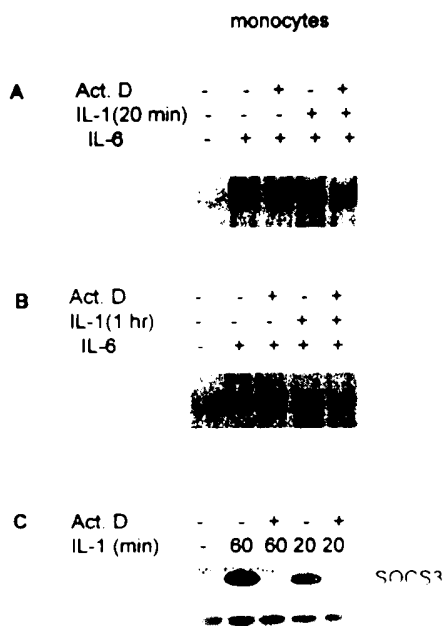 monocytes
A
Act. D - - + - +
IL-1(20 min) - - - + +
IL-6 - + + + +
B
Act. D - - + - +
IL-1(1 hr) - - - + +
IL-6 - + + + +
C
Act. D - - + - +
IL-1 (min) - 60 60 20 20
SOCS3